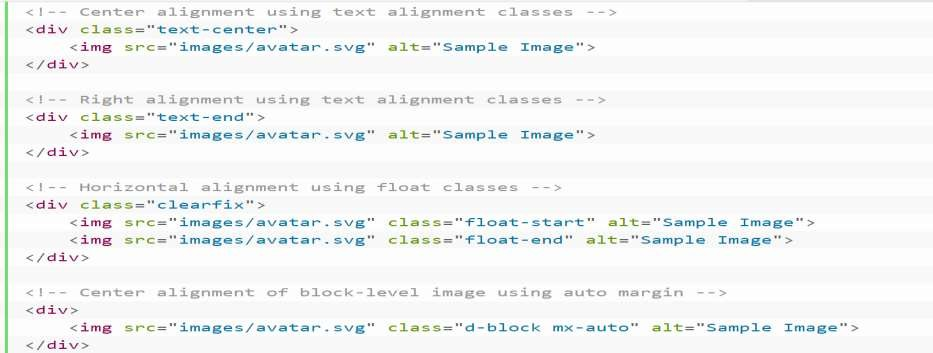 <!-- Center alignment using text alignment classes -->
<div class="text-center">
    <img src="images/avatar.svg" alt="Sample Image">
</div>

<!-- Right alignment using text alignment classes -->
<div class="text-end">
    <img src="images/avatar.svg" alt="Sample Image">
</div>

<!-- Horizontal alignment using float classes -->
<div class="clearfix">
    <img src="images/avatar.svg" class="float-start" alt="Sample Image">
    <img src="images/avatar.svg" class="float-end" alt="Sample Image">
</div>

<!-- Center alignment of block-level image using auto margin -->
<div>
    <img src="images/avatar.svg" class="d-block mx-auto" alt="Sample Image">
</div>